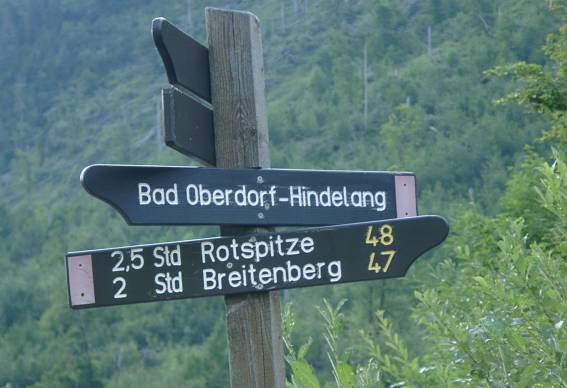 Bad Oberdorf-Hindelang
2,5 Std Rotspitze 48
2 Std Breitenberg 47